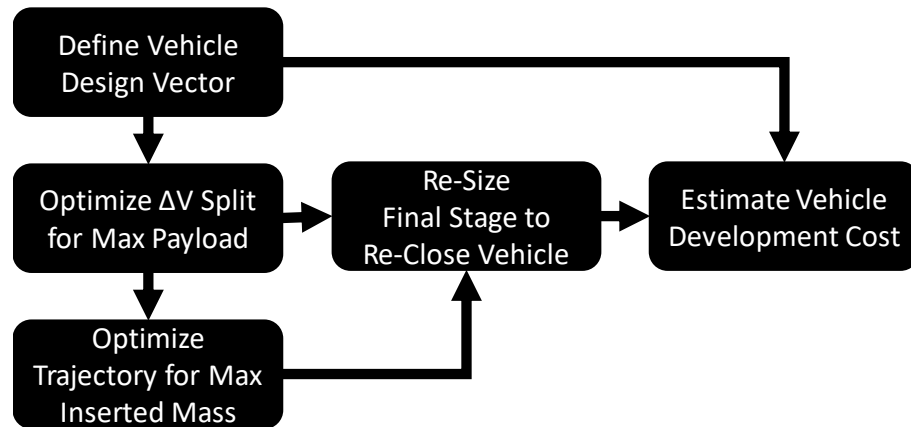 Define Vehicle
Design Vector
Optimize ΔV Split
for Max Payload
Re-Size
Final Stage to
Re-Close Vehicle
Estimate Vehicle
Development Cost
Optimize
Trajectory for Max
Inserted Mass